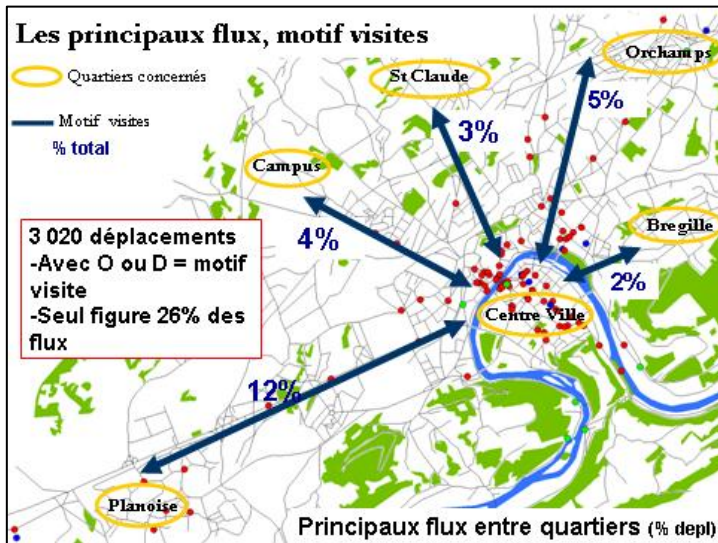 Les principaux flux, motif visites
Quartiers concernés
Motif visites
% total
Orchamps
St Claude
5%
3%
Campus
Bregille
4%
2%
3 020 déplacements
-Avec O ou D = motif
visite
-Seul figure 26% des
flux
Centre Ville
12%
Planoise
Principaux flux entre quartiers (% depl)